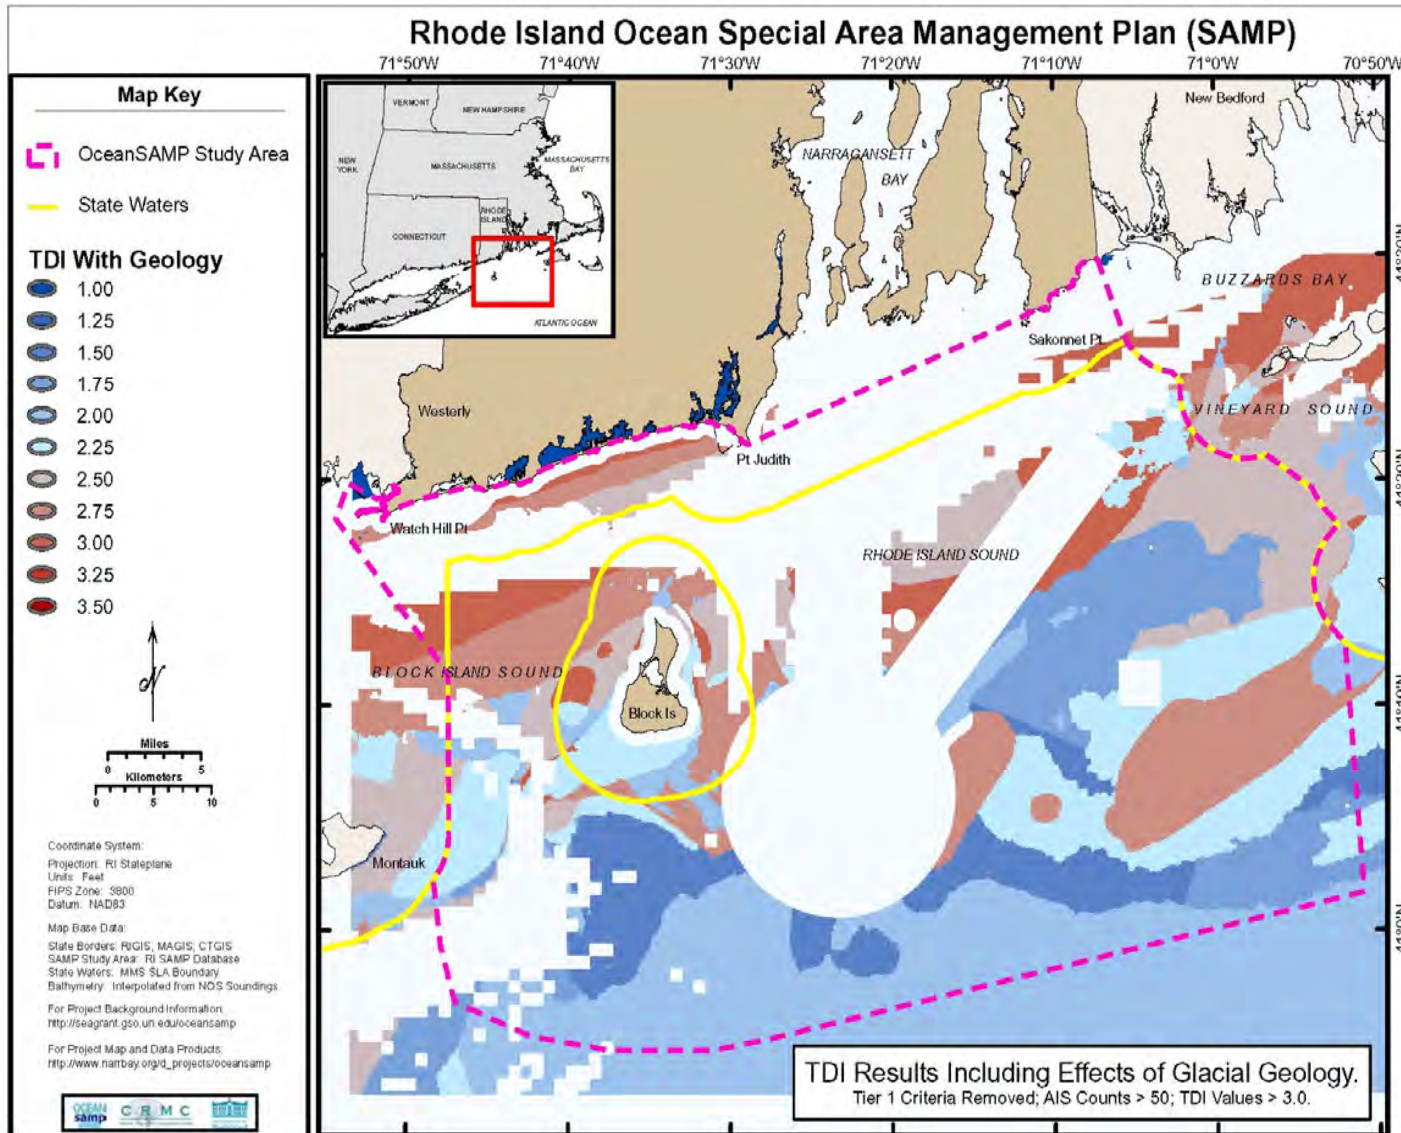 Rhode Island Ocean Special Area Management Plan (SAMP)
71°50'W
71°40'W
71°30'W
71°20'W
71°10'W
71°0'W
70°50'W
Map Key
OceanSAMP Study Area
State Waters
TDI With Geology
1.00
1.25
1.50
1.75
2.00
2.25
2.50
2.75
3.00
3.25
3.50
N
Miles
0 5
Kilometers
0 5 10
Coordinate System:
Projection: RI Stateplane
Units: Feet
FIPS Zone: 3800
Datum: NAD83
Map Base Data:
State Borders: RIGIS, MAGIS, CTGIS
SAMP Study Area: RI SAMP Database
State Waters: MMS SLA Boundary
Bathymetry: Interpolated from NOS Soundings
For Project Background Information:
http://seagrant.gso.uri.edu/oceansamp
For Project Map and Data Products:
http://www.narrbay.org/d_projects/oceansamp
OCEAN
samp
CRMC
VERMONT
NEW HAMPSHIRE
NEW
YORK
MASSACHUSETTS
MASSACHUSETTS
BAY
CONNECTICUT
RHODE
ISLAND
ATLANTIC OCEAN
New Bedford
NARRAGANSETT
BAY
BUZZARDS BAY
Sakonnet Pt.
VINEYARD SOUND
Westerly
Pt Judith
Watch Hill Pt
RHODE ISLAND SOUND
BLOCK ISLAND SOUND
Block Is
Montauk
TDI Results Including Effects of Glacial Geology.
Tier 1 Criteria Removed; AIS Counts > 50; TDI Values > 3.0.